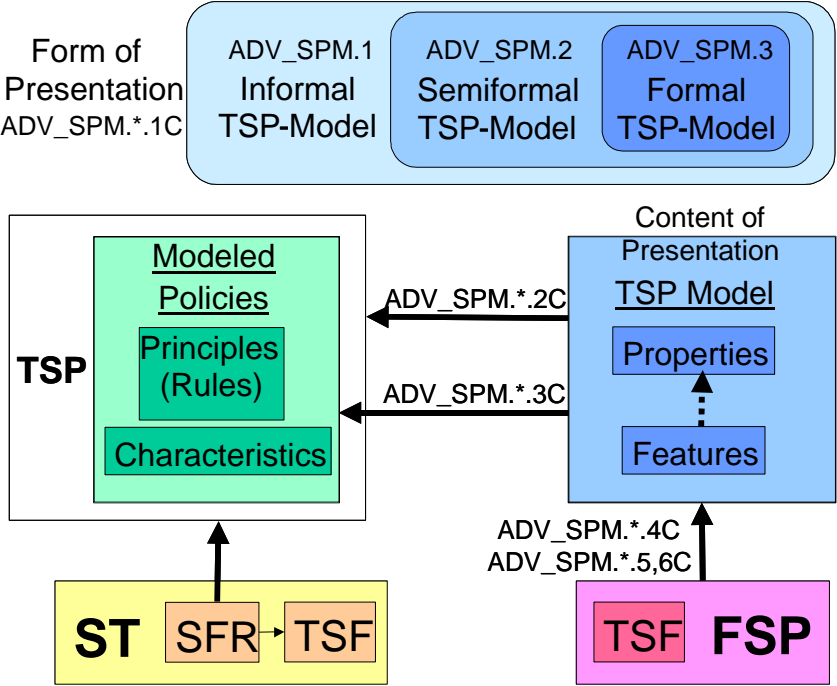 Form of
Presentation
ADV_SPM.*.1C
ADV_SPM.1
Informal
TSP-Model
ADV_SPM.2
Semiformal
TSP-Model
ADV_SPM.3
Formal
TSP-Model
TSP
Modeled
Policies
Principles
(Rules)
Characteristics
ADV_SPM.*.2C
ADV_SPM.*.3C
Content of
Presentation
TSP Model
Properties
Features
ADV_SPM.*.4C
ADV_SPM.*.5,6C
ST
SFR
TSF
TSF
FSP